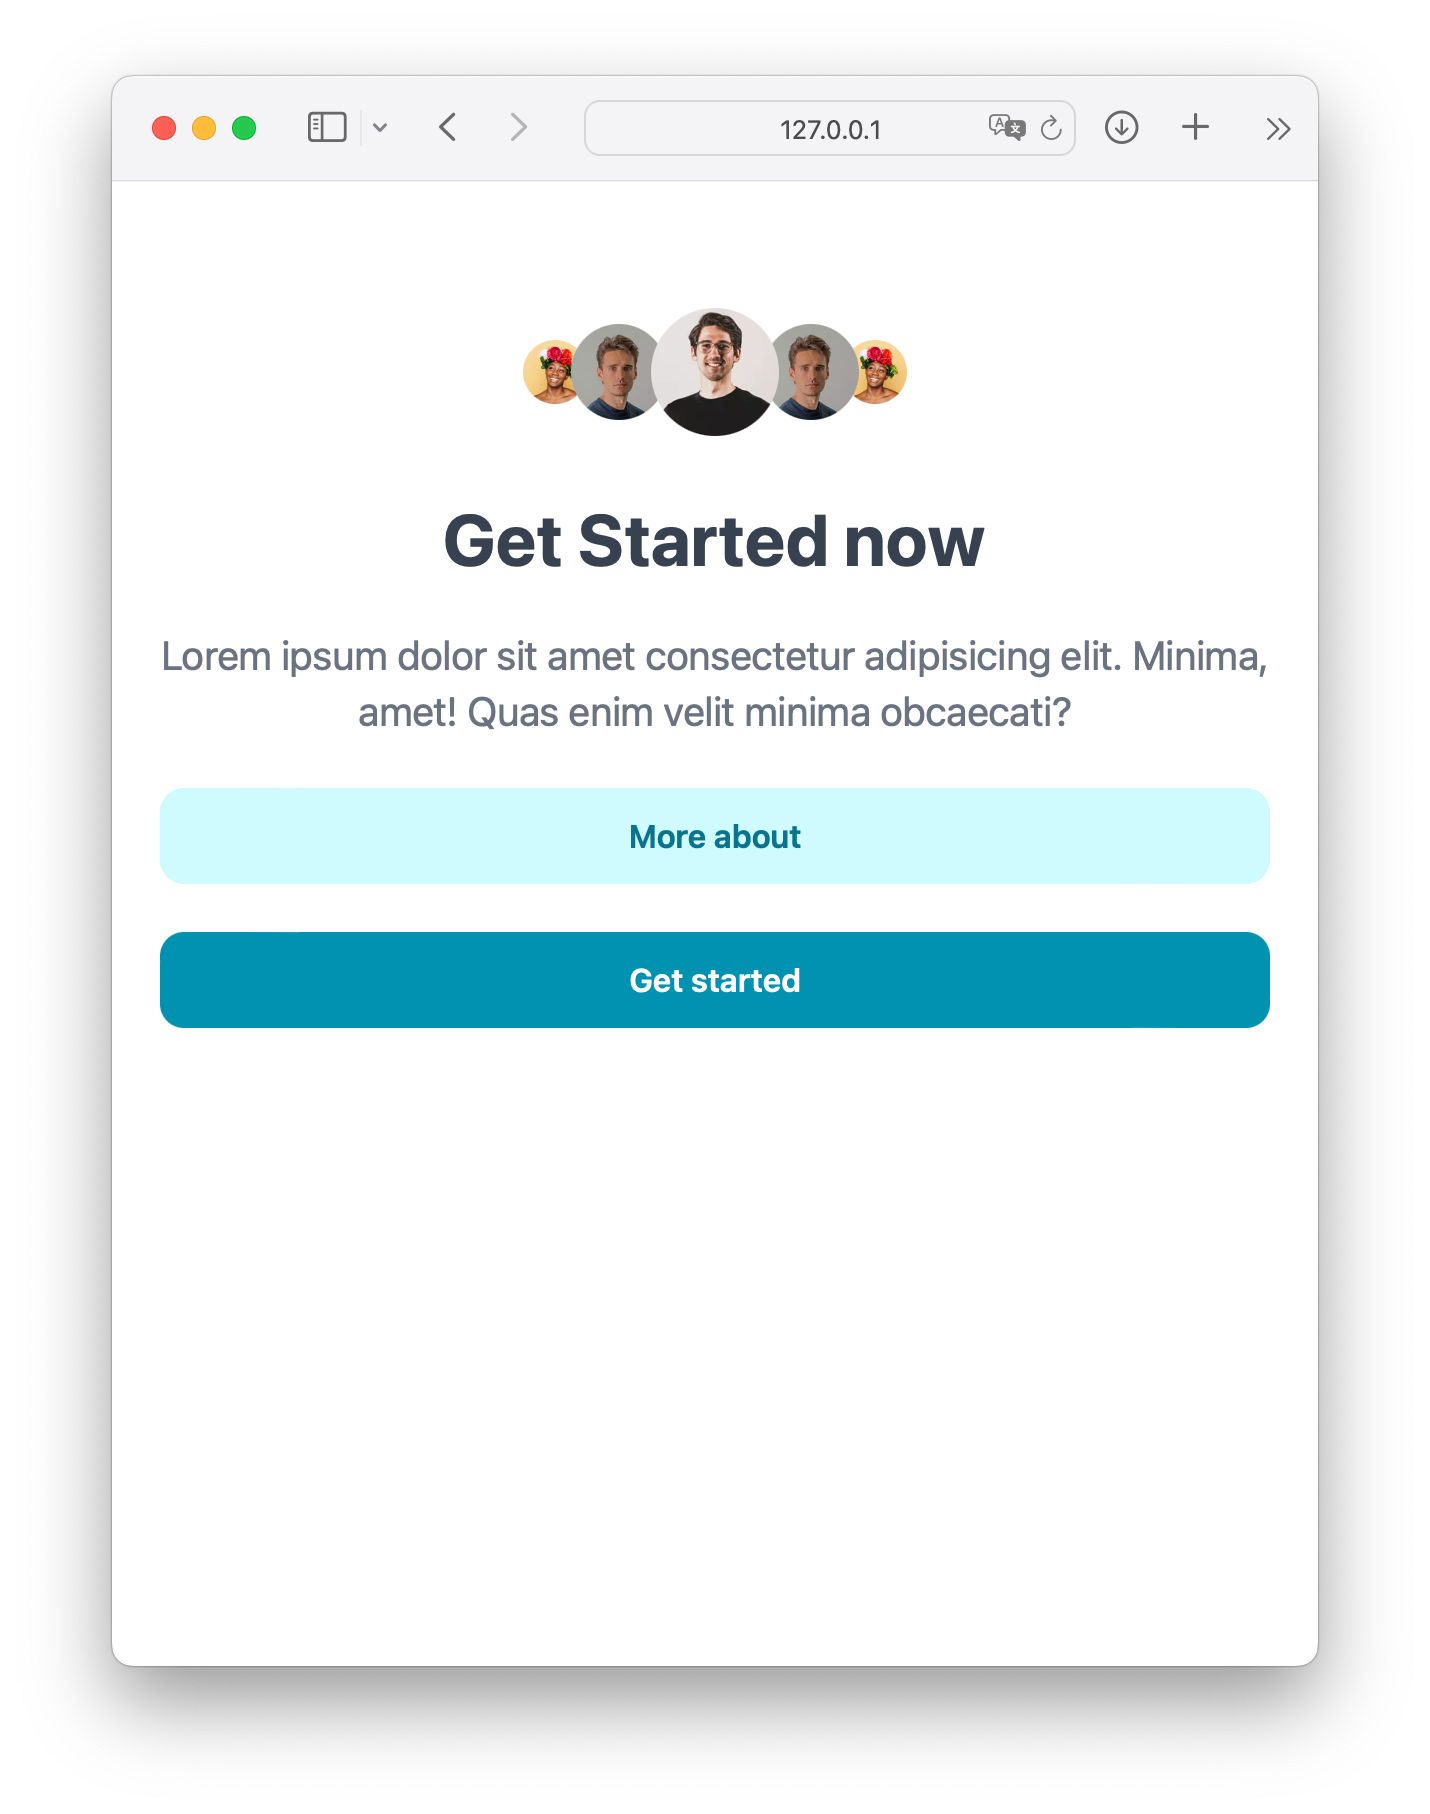 127.0.0.1
Get Started now
Lorem ipsum dolor sit amet consectetur adipisicing elit. Minima,
amet! Quas enim velit minima obcaecati?
More about
Get started